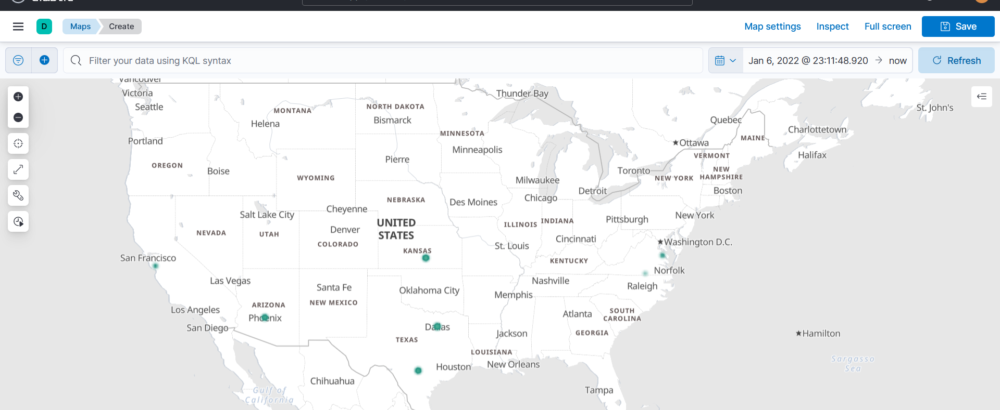 D
Maps
Create
Map settings
Inspect
Full screen
Save
Filter your data using KQL syntax
Jan 6, 2022 @ 23:11:48.920
now
Refresh
Vancouver
Victoria
Seattle
Thunder Bay
St. John's
MONTANA
NORTH DAKOTA
Helena
Bismarck
Quebec
Charlottetown
MINNESOTA
MAINE
Portland
Ottawa
Minneapolis
VERMONT
Halifax
Pierre
OREGON
Boise
Toronto
NEW
HAMPSHIRE
WYOMING
Milwaukee
NEW YORK
Detroit
Boston
NEBRASKA
Des Moines
Chicago
Cheyenne
Salt Lake City
New York
Pittsburgh
INDIANA
UNITED
STATES
ILLINOIS
Denver
NEVADA
UTAH
COLORADO
Cincinnati
Washington D.C.
St. Louis
KANSAS
San Francisco
KENTUCKY
Norfolk
Las Vegas
Nashville
Raleigh
Santa Fe
Oklahoma City
Memphis
NEW MEXICO
ARIZONA
Los Angeles
Phoenix
Atlanta
SOUTH
CAROLINA
San Diego
Dallas
Jackson
GEORGIA
Hamilton
TEXAS
LOUISIANA
Sargasso
Sea
Houston
New Orleans
Chihuahua
Gulf of
California
Tampa